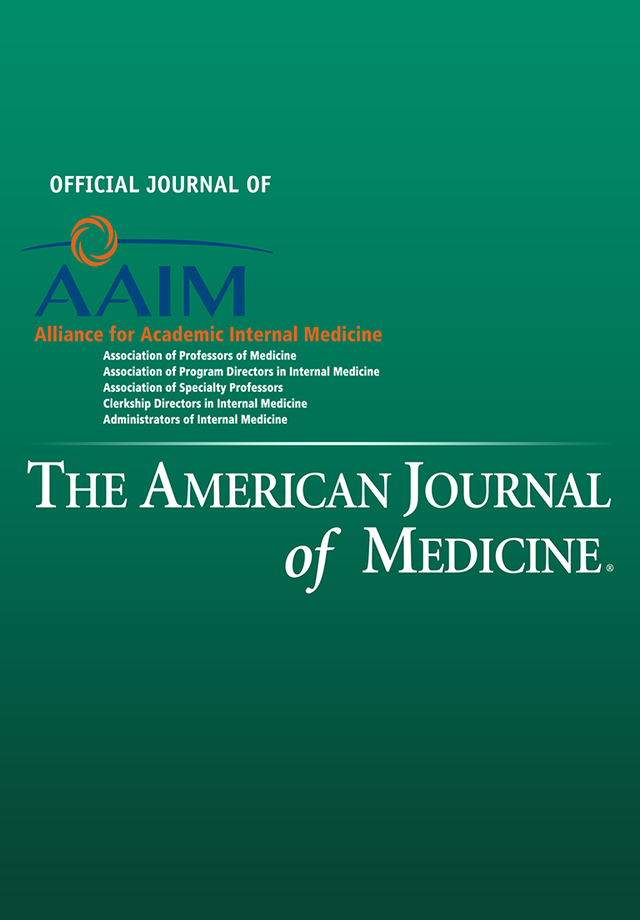 OFFICIAL JOURNAL OF
AAIM
Alliance for Academic Internal Medicine
Association of Professors of Medicine
Association of Program Directors in Internal Medicine
Association of Specialty Professors
Clerkship Directors in Internal Medicine
Administrators of Internal Medicine
THE AMERICAN JOURNAL
of MEDICINE®